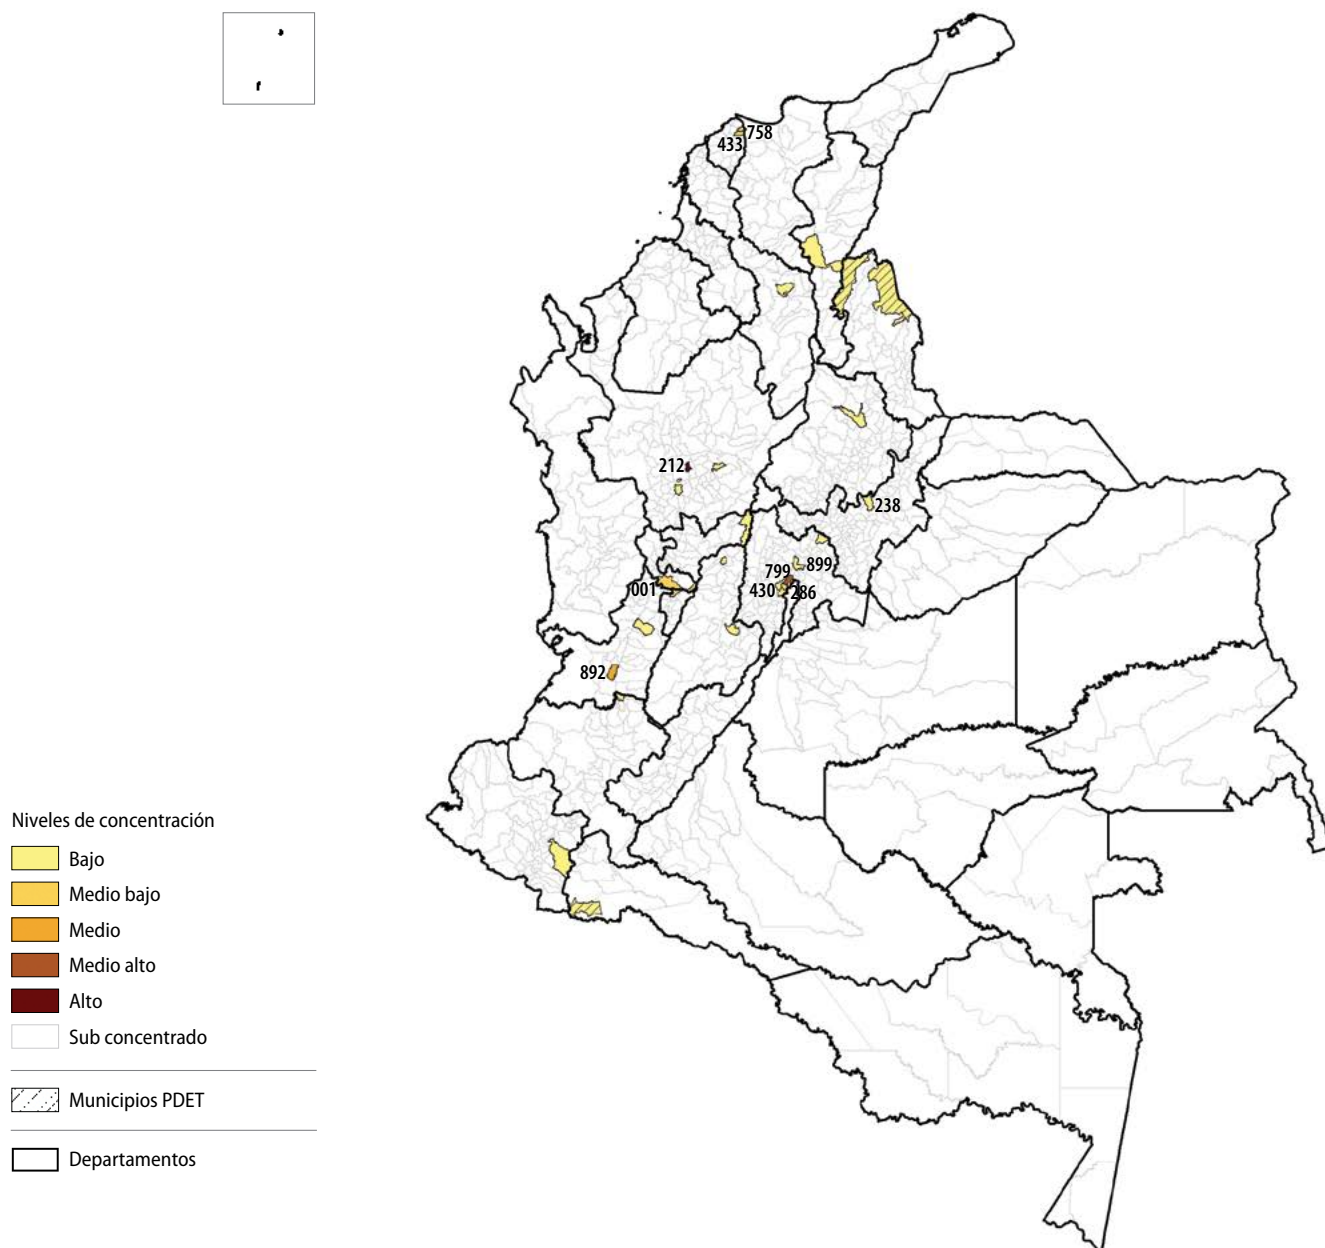 758
433
212
238
899
799
430
286
001
892
Niveles de concentración
Bajo
Medio bajo
Medio
Medio alto
Alto
Sub concentrado
Municipios PDET
Departamentos